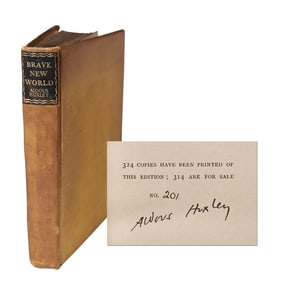 BRAVE
NEW
WORLD
ALDOUS
HUXLEY
324 COPIES HAVE BEEN PRINTED OF
THIS EDITION; 314 ARE FOR SALE
NO. 201
Aldous Huxley